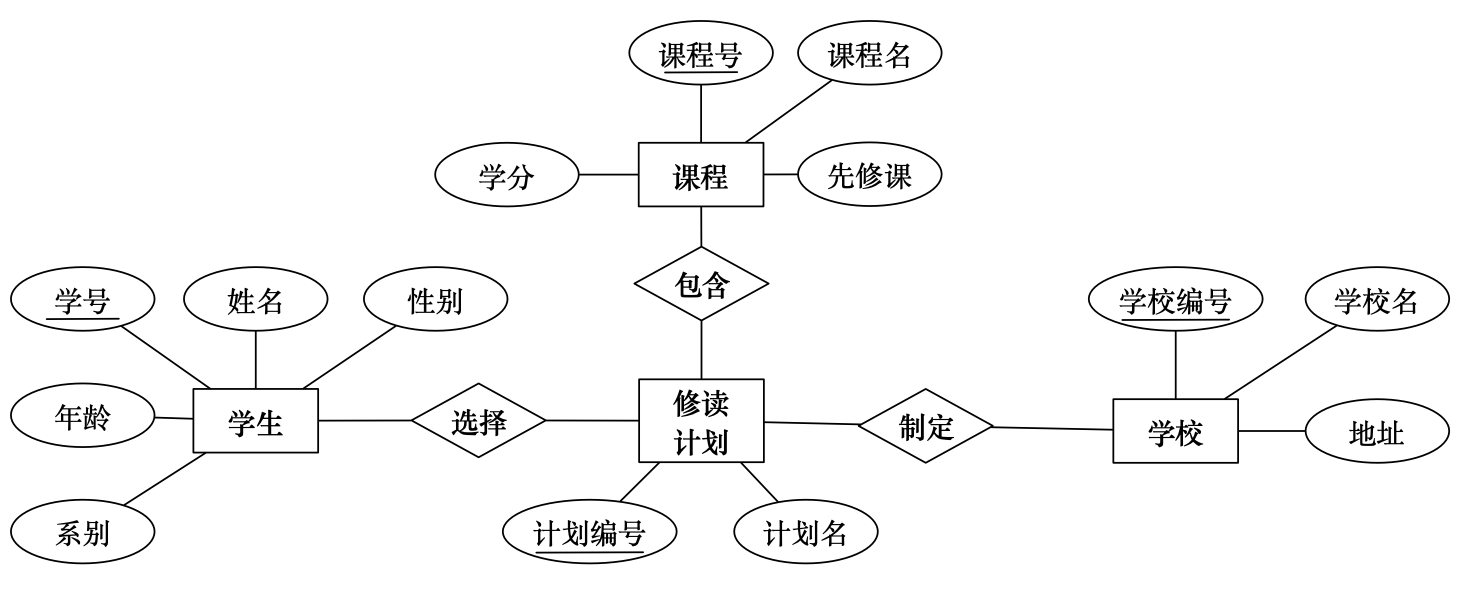 课程号
课程名
学分
课程
先修课
包含
学号
姓名
性别
年龄
学生
系别
选择
修读
计划
计划编号
计划名
制定
学校编号
学校名
学校
地址